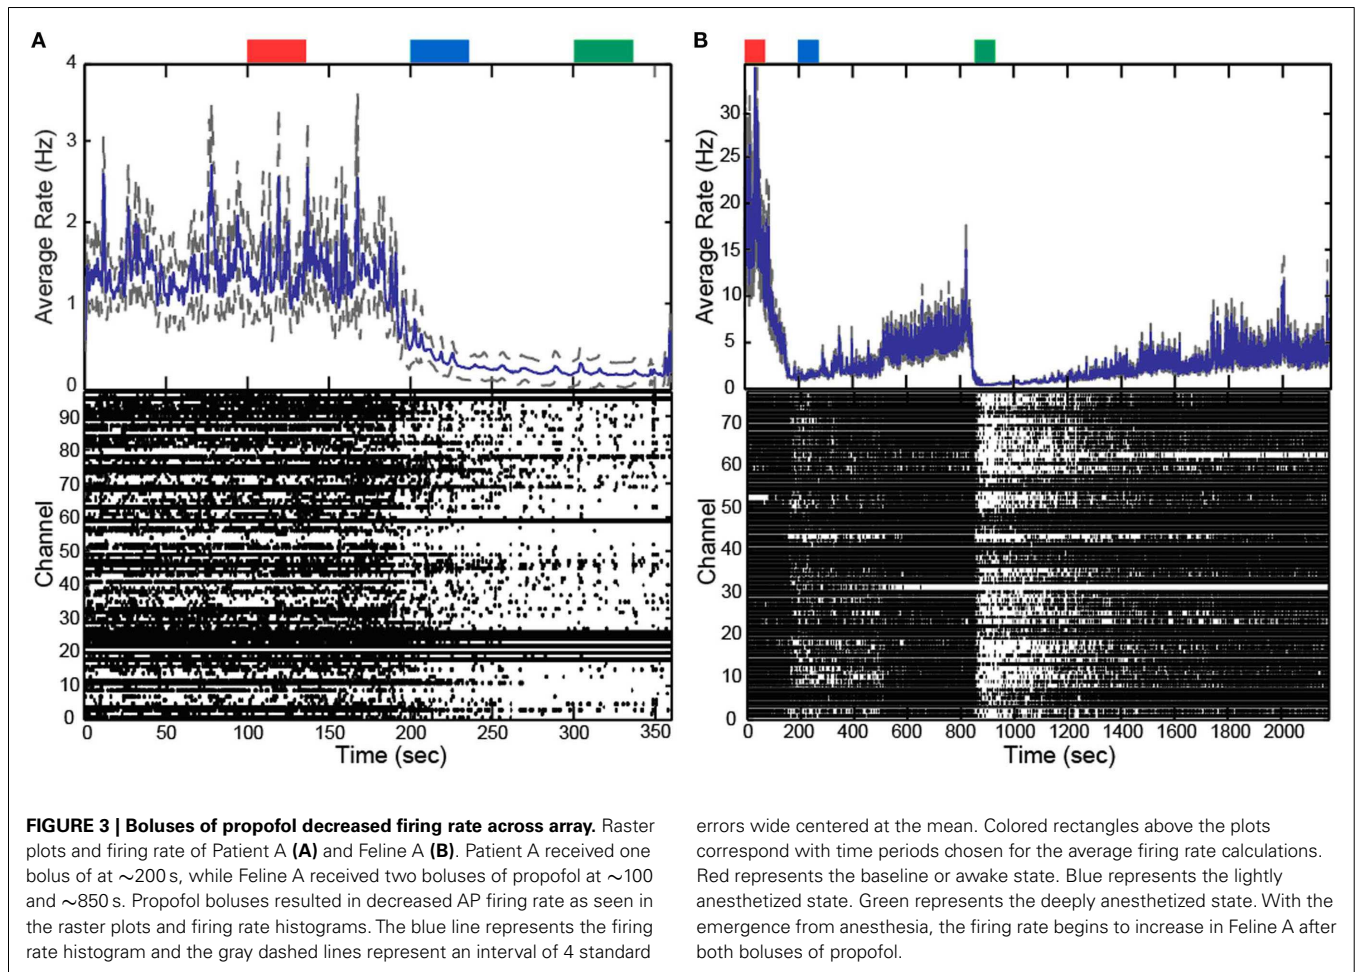 A
B
4
3
2
1
0
Average Rate (Hz)
30
25
20
15
10
5
0
Average Rate (Hz)
90
80
70
60
50
40
30
20
10
0
Channel
0 50 100 150 200 250 300 350
Time (sec)
70
60
50
40
30
20
10
0
Channel
0 200 400 600 800 1000 1200 1400 1600 1800 2000
Time (sec)
FIGURE 3 | Boluses of propofol decreased firing rate across array. Raster
plots and firing rate of Patient A (A) and Feline A (B). Patient A received one
bolus of at ∼200 s, while Feline A received two boluses of propofol at ∼100
and ∼850 s. Propofol boluses resulted in decreased AP firing rate as seen in
the raster plots and firing rate histograms. The blue line represents the firing
rate histogram and the gray dashed lines represent an interval of 4 standard
errors wide centered at the mean. Colored rectangles above the plots
correspond with time periods chosen for the average firing rate calculations.
Red represents the baseline or awake state. Blue represents the lightly
anesthetized state. Green represents the deeply anesthetized state. With the
emergence from anesthesia, the firing rate begins to increase in Feline A after
both boluses of propofol.